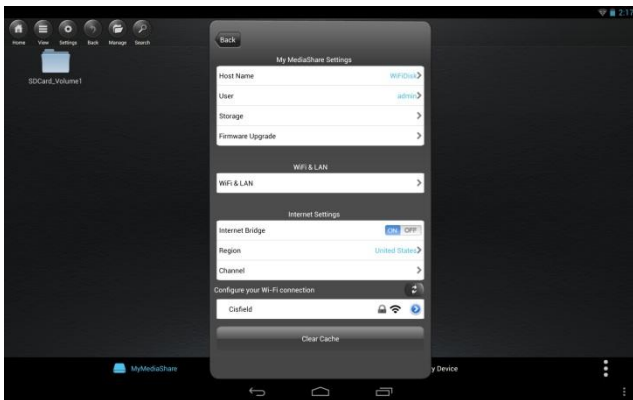 2:17
Home View Settings Back Manage Search
SDCard_Volume1
Back
My MediaShare Settings
Host Name WiFiDisk
User admin
Storage
Firmware Upgrade
WiFi & LAN
WiFi & LAN
Internet Settings
Internet Bridge ON OFF
Region United States
Channel
Configure your Wi-Fi connection
Cisfield
Clear Cache
MyMediaShare y Device